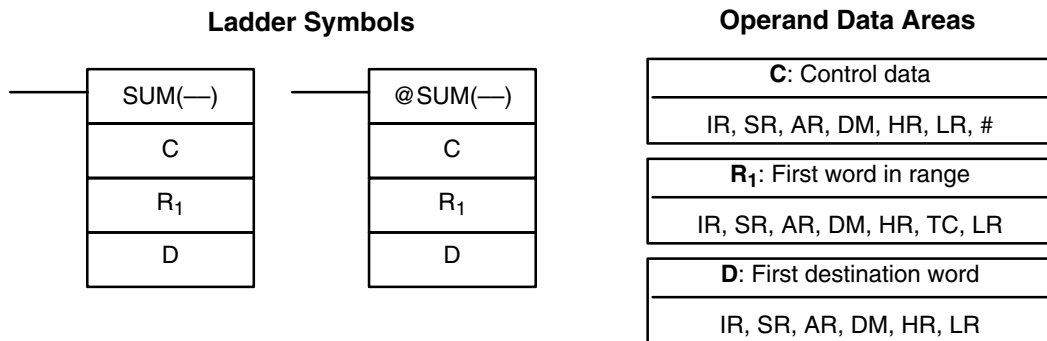 Ladder Symbols
SUM(—)
C
R1
D
@SUM(—)
C
R1
D
Operand Data Areas
C: Control data
IR, SR, AR, DM, HR, LR, #
R1: First word in range
IR, SR, AR, DM, HR, TC, LR
D: First destination word
IR, SR, AR, DM, HR, LR